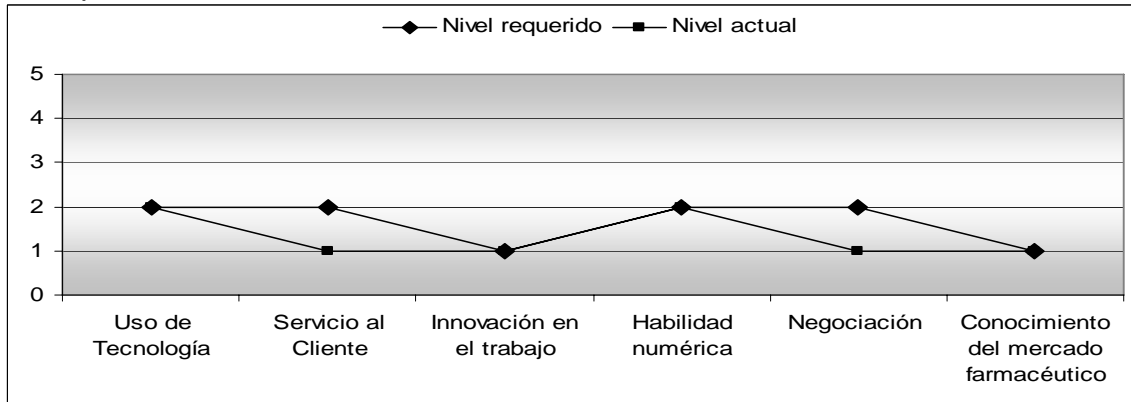 Nivel requerido Nivel actual
5
4
3
2
1
0
Uso de Tecnología
Servicio al Cliente
Innovación en el trabajo
Habilidad numérica
Negociación
Conocimiento del mercado farmacéutico